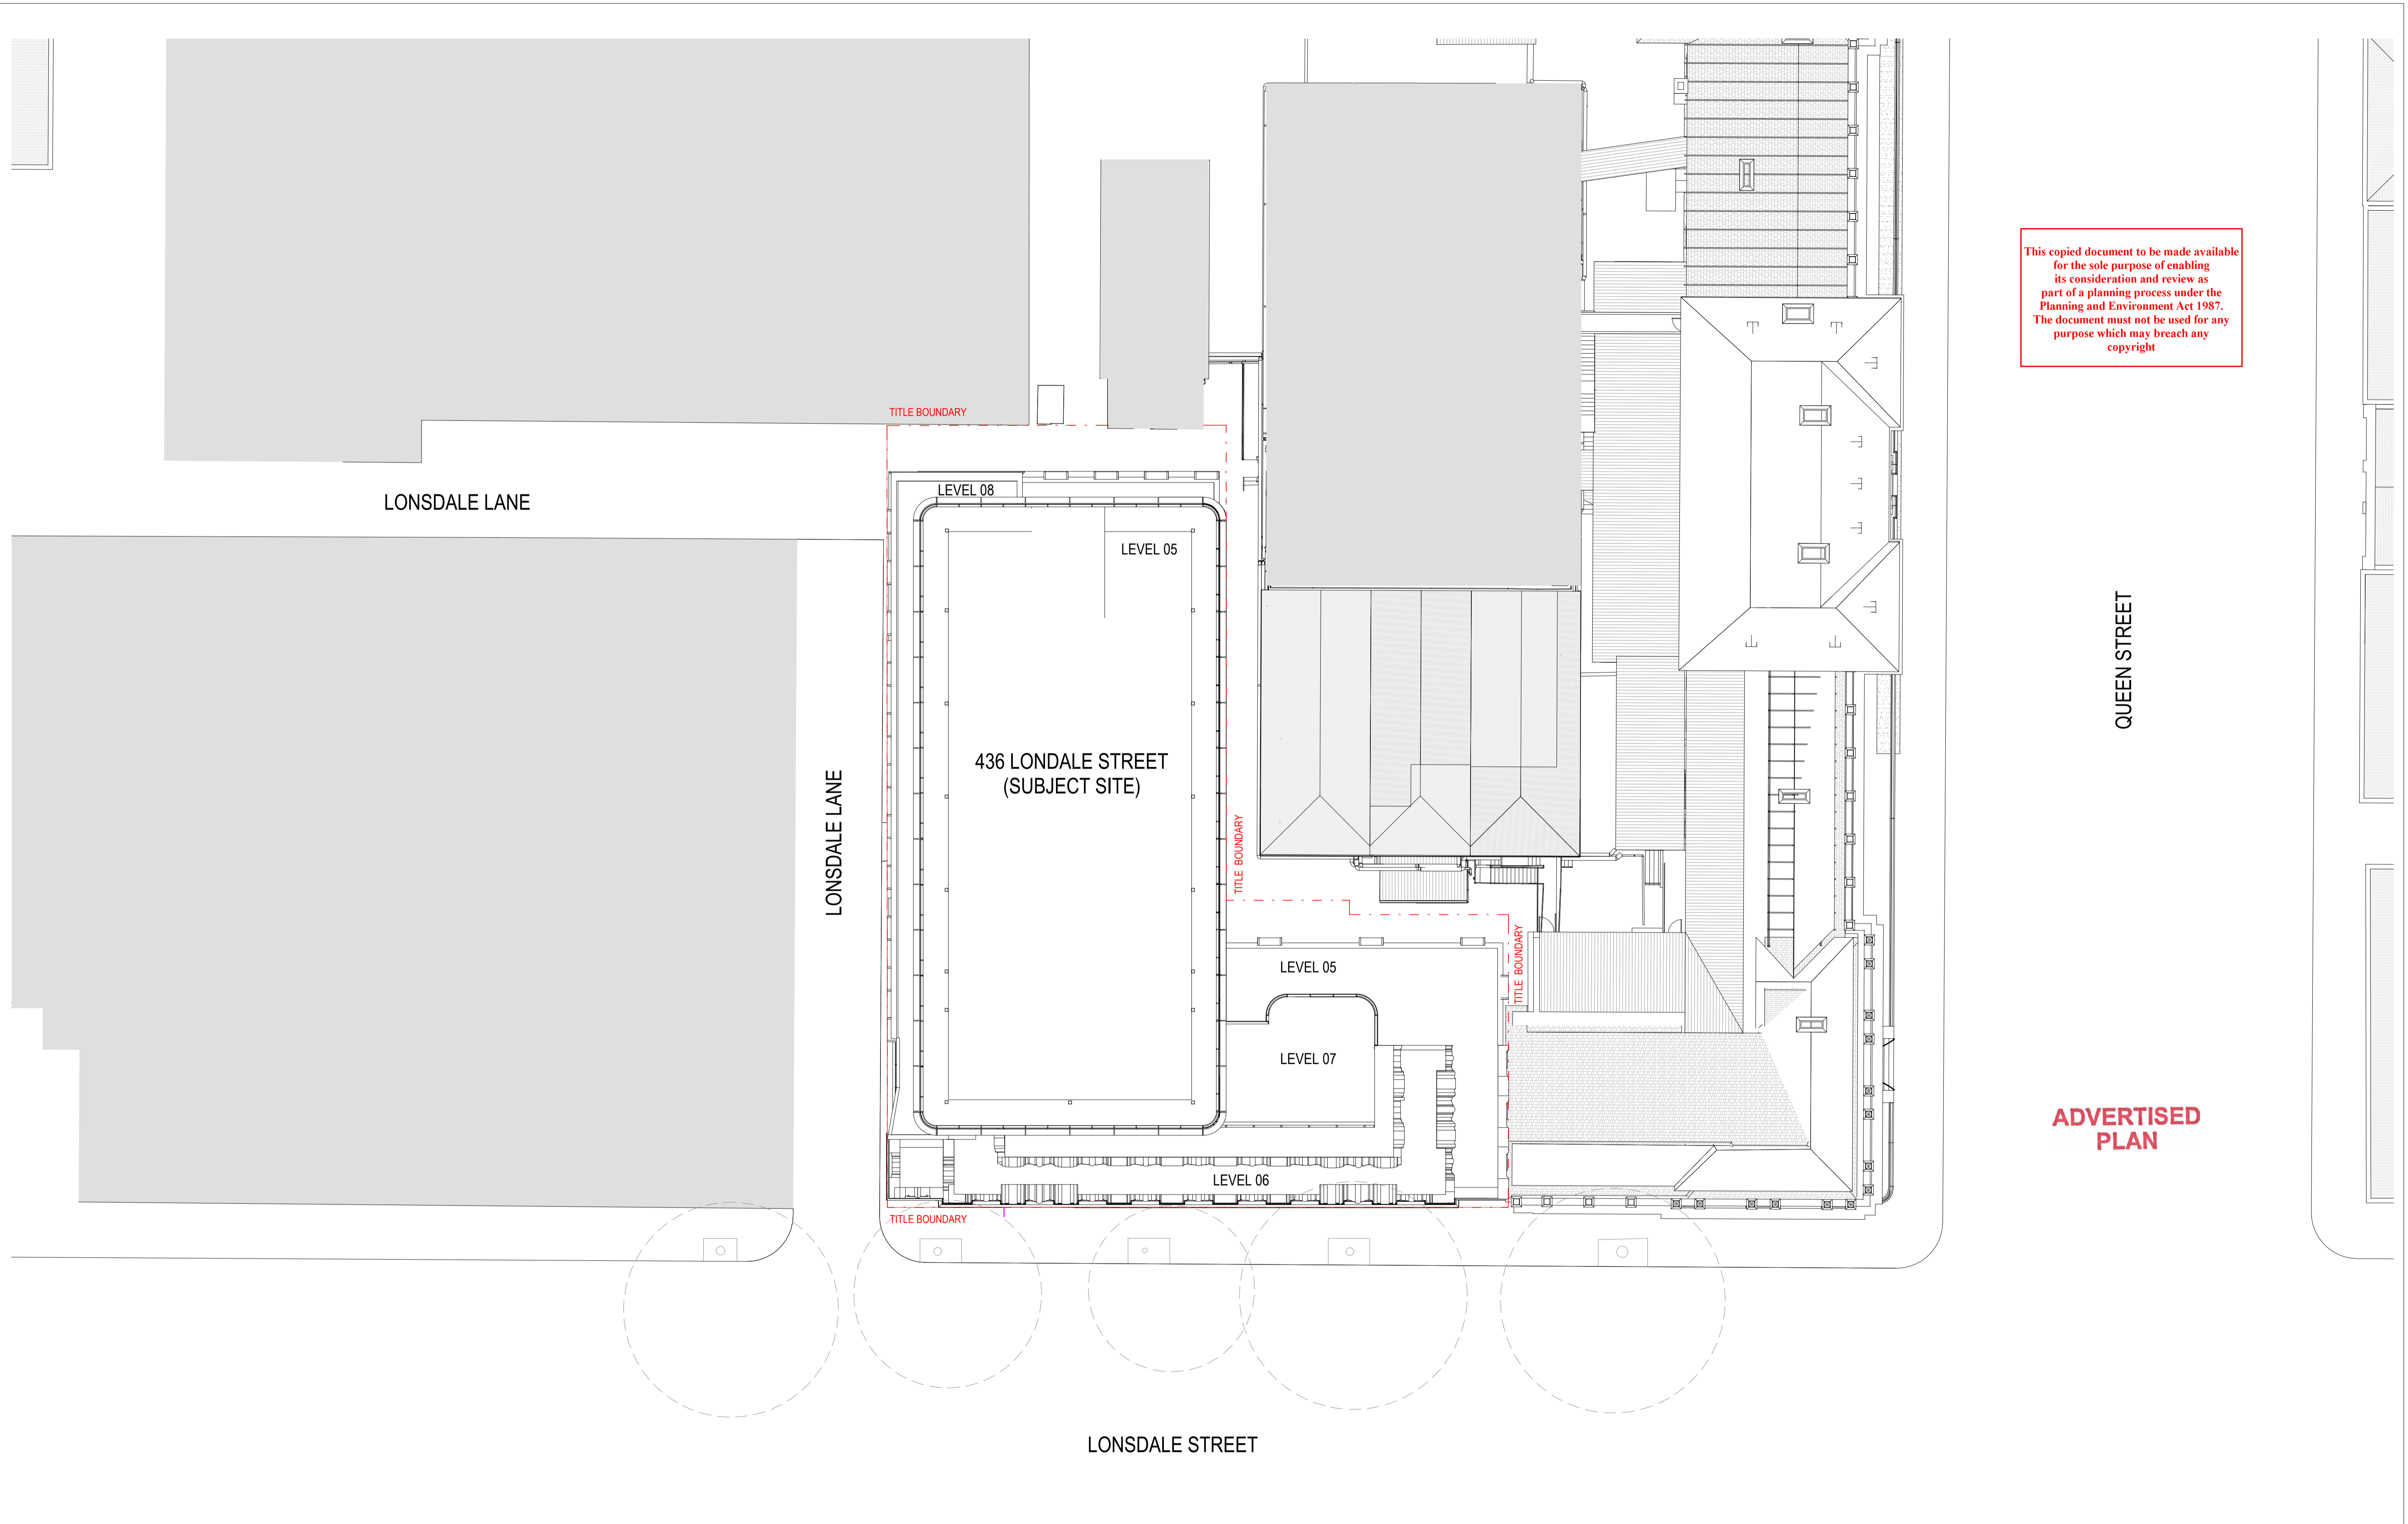 This copied document to be made available
for the sole purpose of enabling
its consideration and review as
part of a planning process under the
Planning and Environment Act 1987.
The document must not be used for any
purpose which may breach any
copyright
TITLE BOUNDARY
LONSDALE LANE
LEVEL 08
LEVEL 05
QUEEN STREET
436 LONDALE STREET
(SUBJECT SITE)
LONSDALE LANE
TITLE BOUNDARY
TITLE BOUNDARY
LEVEL 05
LEVEL 07
ADVERTISED
PLAN
LEVEL 06
TITLE BOUNDARY
LONSDALE STREET